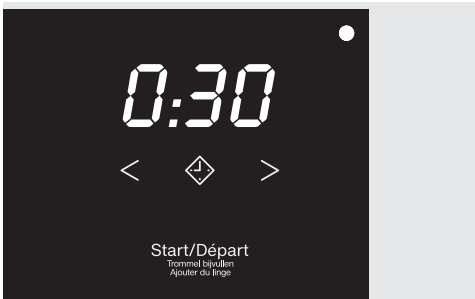 0:30
< >
Start/Départ
Trommel bijvullen
Ajouter du linge